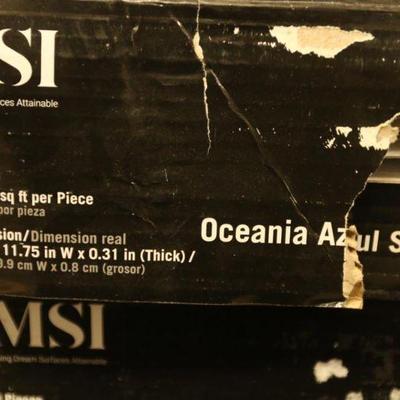 MSI
ces Attainable
sq ft per Piece
por pieza
sion/Dimension real
11.75 in W x 0.31 in (Thick) /
9.9 cm W x 0.8 cm (grosor)
Oceania Azul S
MSI
ing Dream Surfaces Attainable